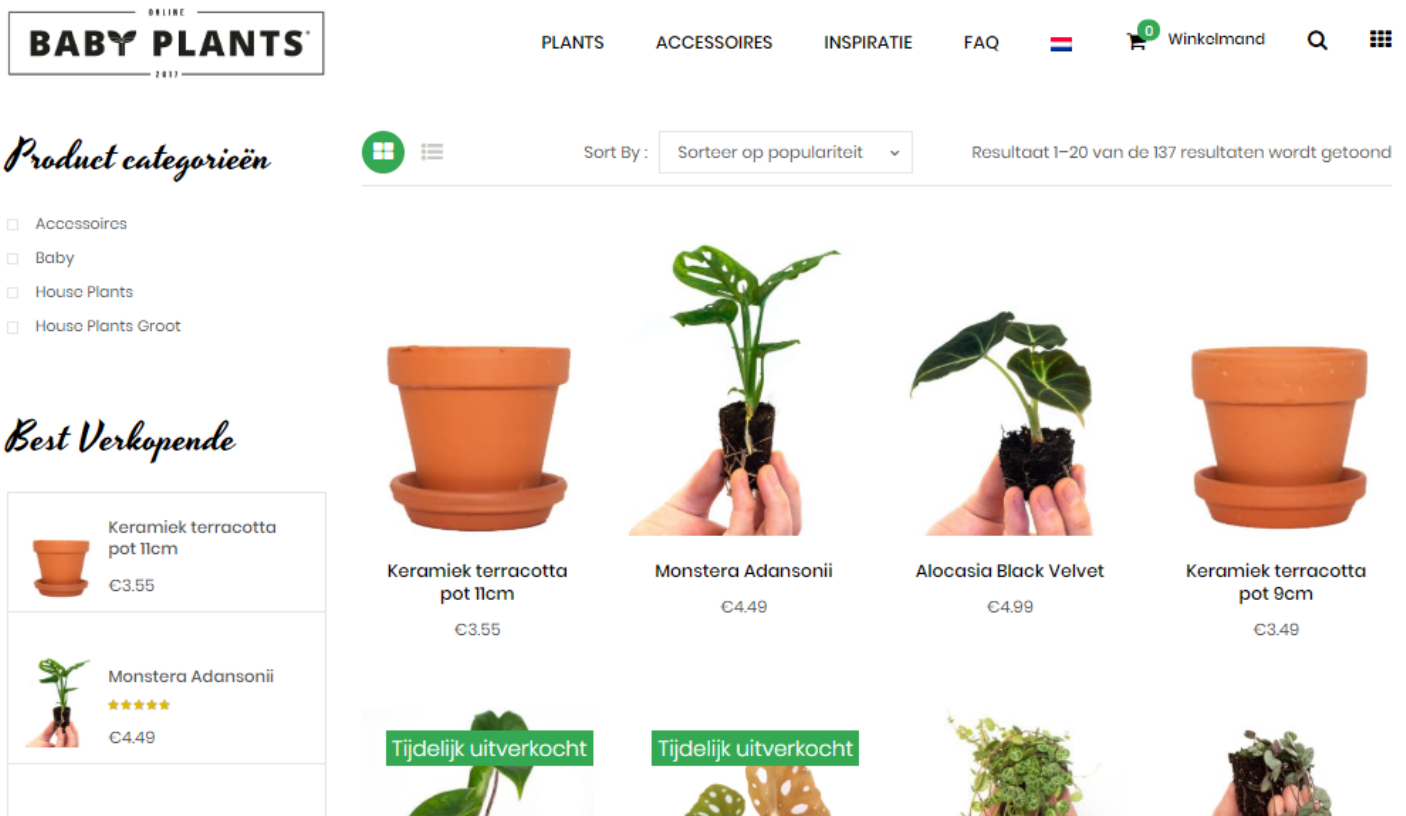 ONLINE
BABY PLANTS
2017
PLANTS
ACCESSOIRES
INSPIRATIE
FAQ
0
Winkelmand
Product categorieën
Accessoires
Baby
House Plants
House Plants Groot
Best Verkopende
Keramiek terracotta
pot 11cm
€3.55
Monstera Adansonii
€4.49
Sort By :
Sorteer op populariteit
Resultaat 1–20 van de 137 resultaten wordt getoond
Keramiek terracotta
pot 11cm
€3.55
Monstera Adansonii
€4.49
Alocasia Black Velvet
€4.99
Keramiek terracotta
pot 9cm
€3.49
Tijdelijk uitverkocht
Tijdelijk uitverkocht